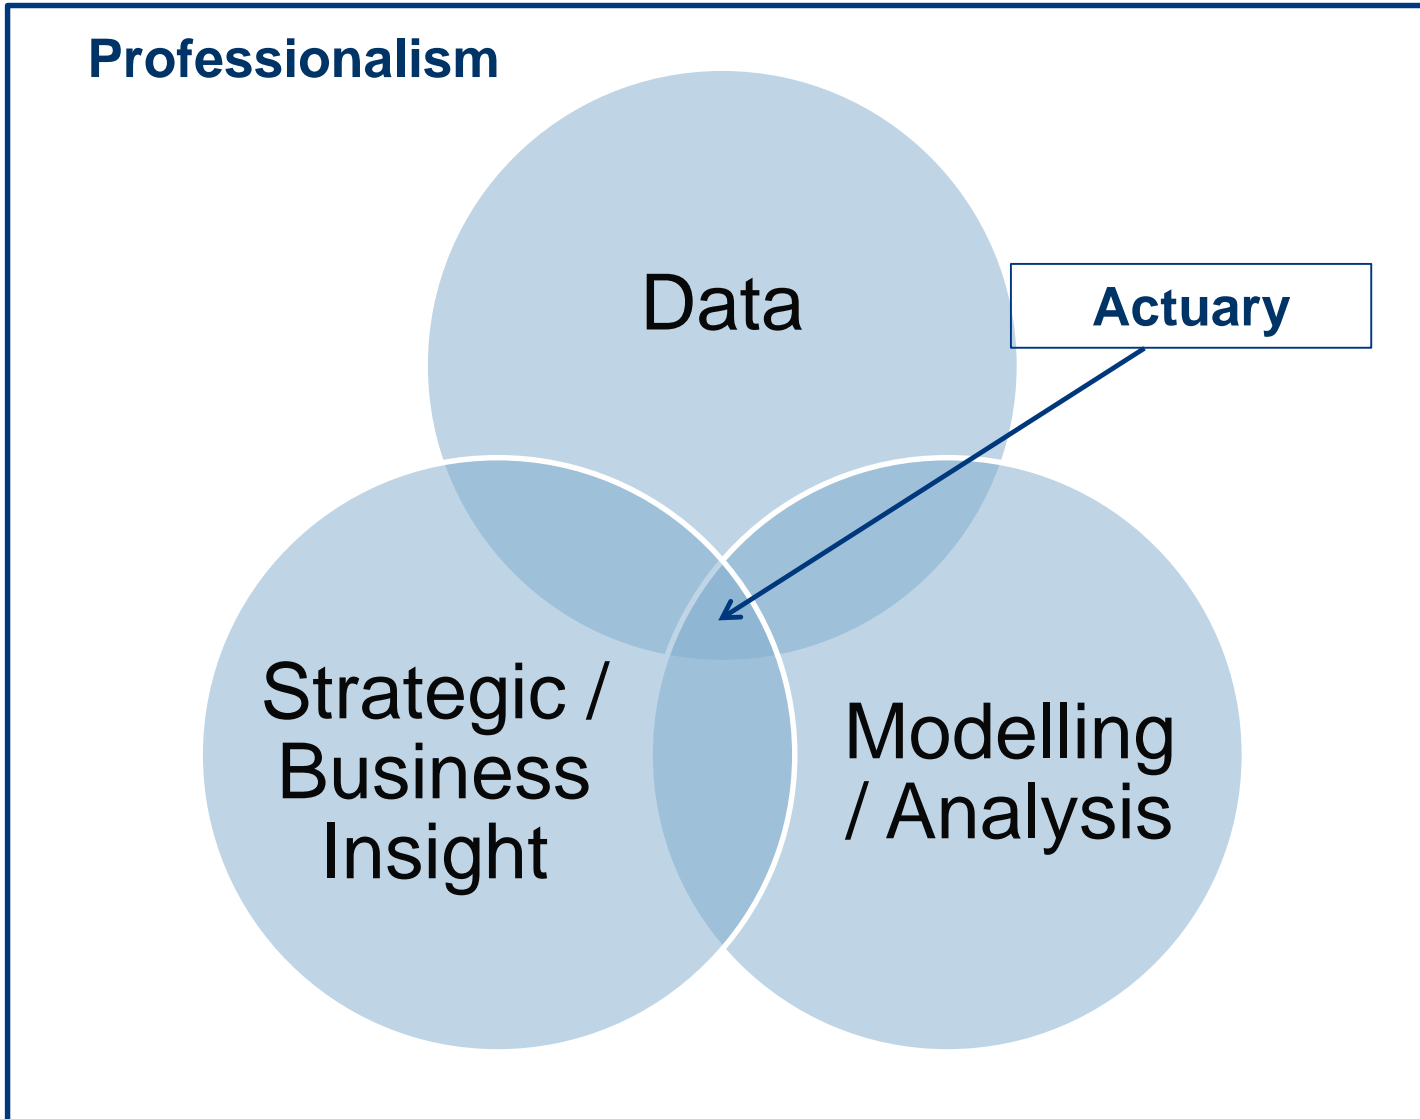 Professionalism
Data
Actuary
Strategic /
Business
Insight
Modelling
/ Analysis